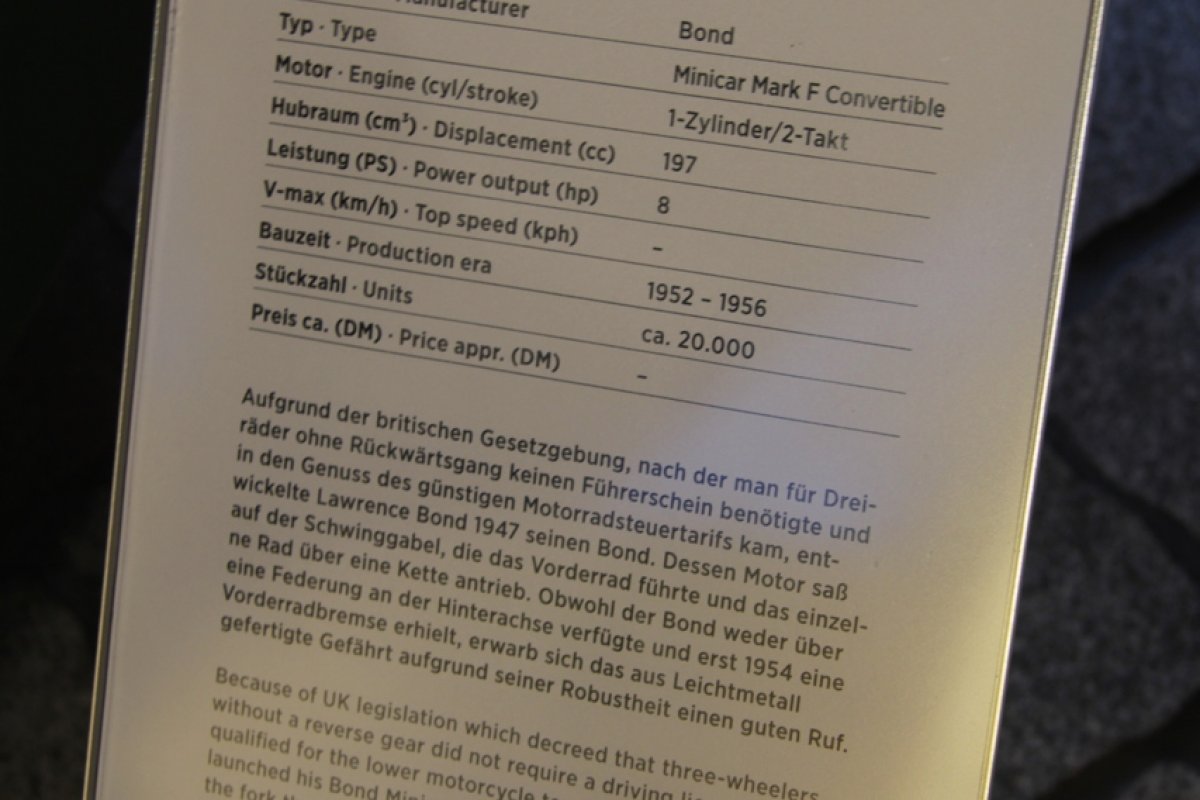 Manufacturer Bond
Typ · Type Minicar Mark F Convertible
Motor · Engine (cyl/stroke) 1-Zylinder/2-Takt
Hubraum (cm³) · Displacement (cc) 197
Leistung (PS) · Power output (hp) 8
V-max (km/h) · Top speed (kph) –
Bauzeit · Production era 1952 – 1956
Stückzahl · Units ca. 20.000
Preis ca. (DM) · Price appr. (DM) –
Aufgrund der britischen Gesetzgebung, nach der man für Drei-
räder ohne Rückwärtsgang keinen Führerschein benötigte und
in den Genuss des günstigen Motorradsteuertarifs kam, ent-
wickelte Lawrence Bond 1947 seinen Bond. Dessen Motor saß
auf der Schwinggabel, die das Vorderrad führte und das einzel-
ne Rad über eine Kette antrieb. Obwohl der Bond weder über
eine Federung an der Hinterachse verfügte und erst 1954 eine
Vorderradbremse erhielt, erwarb sich das aus Leichtmetall
gefertigte Gefährt aufgrund seiner Robustheit einen guten Ruf.
Because of UK legislation which decreed that three-wheelers
without a reverse gear did not require a driving
qualified for the lower motorcycle
launched his Bond
the fork